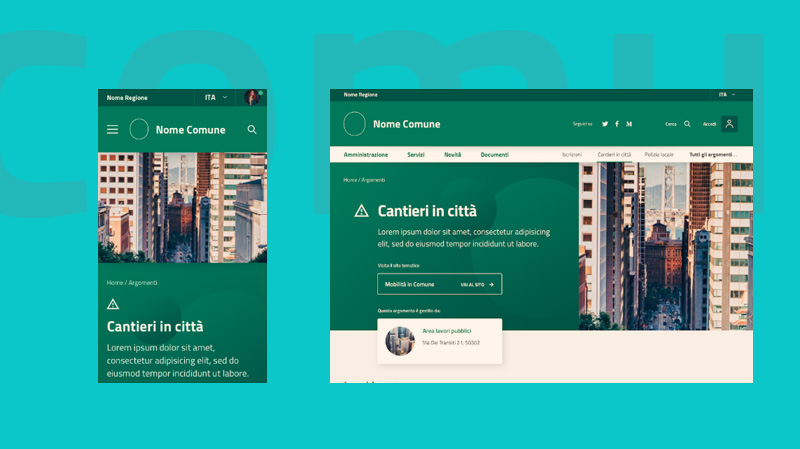 comu
Nome Regione
ITA
Nome Comune
Home / Argomenti
Cantieri in città
Lorem ipsum dolor sit amet,
consectetur adipisicing elit, sed do
eiusmod tempor incididunt ut labore.
Nome Regione
ITA
Nome Comune
Seguici su
Cerca
Accedi
Amministrazione
Servizi
Novità
Documenti
Iscrizioni
Cantieri in città
Polizia locale
Tutti gli argomenti...
Home / Argomenti
Cantieri in città
Lorem ipsum dolor sit amet, consectetur adipisicing
elit, sed do eiusmod tempor incididunt ut labore.
Visita il sito tematico
Mobilità in Comune
VAI AL SITO
Questo argomento è gestito da:
Area lavori pubblici
Via Dei Transiti 21, 50302